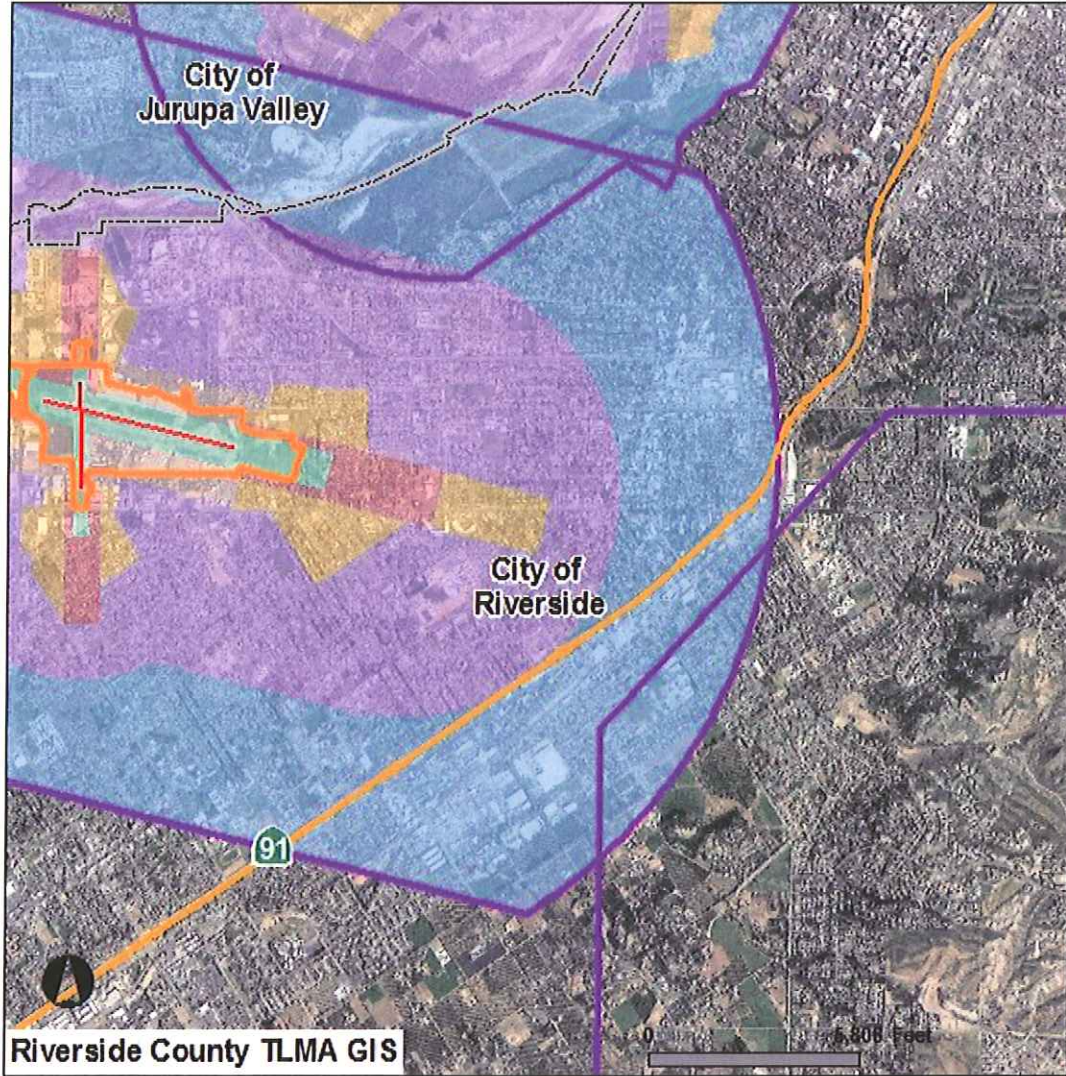 City of
Jurupa Valley
City of
Riverside
91
0
Feet
Riverside County TLMA GIS